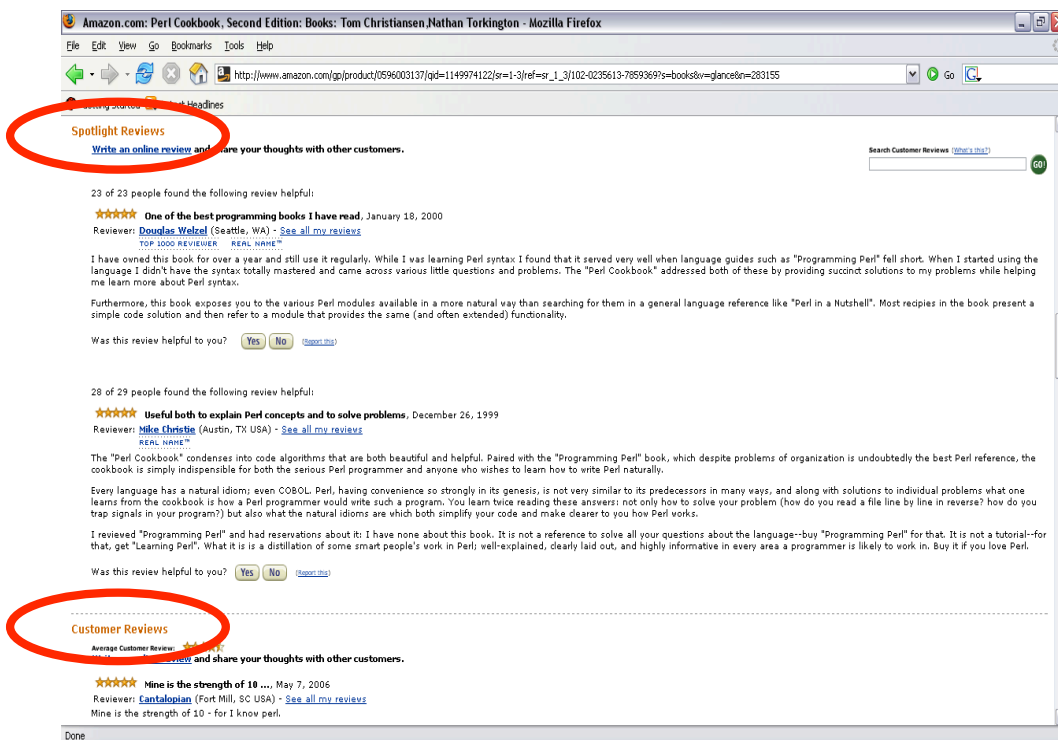 Amazon.com: Perl Cookbook, Second Edition: Books: Tom Christiansen,Nathan Torkington - Mozilla Firefox
File Edit View Go Bookmarks Tools Help
http://www.amazon.com/gp/product/0596003137/qid=1149974122/sr=1-3/ref=sr_1_3/102-0235613-7859369?s=books&v=glance&n=283155 Go
Headlines
Spotlight Reviews
Write an online review and share your thoughts with other customers.
Search Customer Reviews (What's this?)
GO!
23 of 23 people found the following review helpful:
One of the best programming books I have read, January 18, 2000
Reviewer: Douglas Welzel (Seattle, WA) - See all my reviews
TOP 1000 REVIEWER REAL NAME™
I have owned this book for over a year and still use it regularly. While I was learning Perl syntax I found that it served very well when language guides such as "Programming Perl" fell short. When I started using the
language I didn't have the syntax totally mastered and came across various little questions and problems. The "Perl Cookbook" addressed both of these by providing succinct solutions to my problems while helping
me learn more about Perl syntax.
Furthermore, this book exposes you to the various Perl modules available in a more natural way than searching for them in a general language reference like "Perl in a Nutshell". Most recipies in the book present a
simple code solution and then refer to a module that provides the same (and often extended) functionality.
Was this review helpful to you? Yes No (Report this)
28 of 29 people found the following review helpful:
Useful both to explain Perl concepts and to solve problems, December 26, 1999
Reviewer: Mike Christie (Austin, TX USA) - See all my reviews
REAL NAME™
The "Perl Cookbook" condenses into code algorithms that are both beautiful and helpful. Paired with the "Programming Perl" book, which despite problems of organization is undoubtedly the best Perl reference, the
cookbook is simply indispensible for both the serious Perl programmer and anyone who wishes to learn how to write Perl naturally.
Every language has a natural idiom; even COBOL. Perl, having convenience so strongly in its genesis, is not very similar to its predecessors in many ways, and along with solutions to individual problems what one
learns from the cookbook is how a Perl programmer would write such a program. You learn twice reading these answers: not only how to solve your problem (how do you read a file line by line in reverse? how do you
trap signals in your program?) but also what the natural idioms are which both simplify your code and make clearer to you how Perl works.
I reviewed "Programming Perl" and had reservations about it: I have none about this book. It is not a reference to solve all your questions about the language--buy "Programming Perl" for that. It is not a tutorial--for
that, get "Learning Perl". What it is is a distillation of some smart people's work in Perl; well-explained, clearly laid out, and highly informative in every area a programmer is likely to work in. Buy it if you love Perl.
Was this review helpful to you? Yes No (Report this)
Customer Reviews
Average Customer Review:
review and share your thoughts with other customers.
Mine is the strength of 10 ..., May 7, 2006
Reviewer: Cantalopian (Fort Mill, SC USA) - See all my reviews
Mine is the strength of 10 - for I know perl.
Done